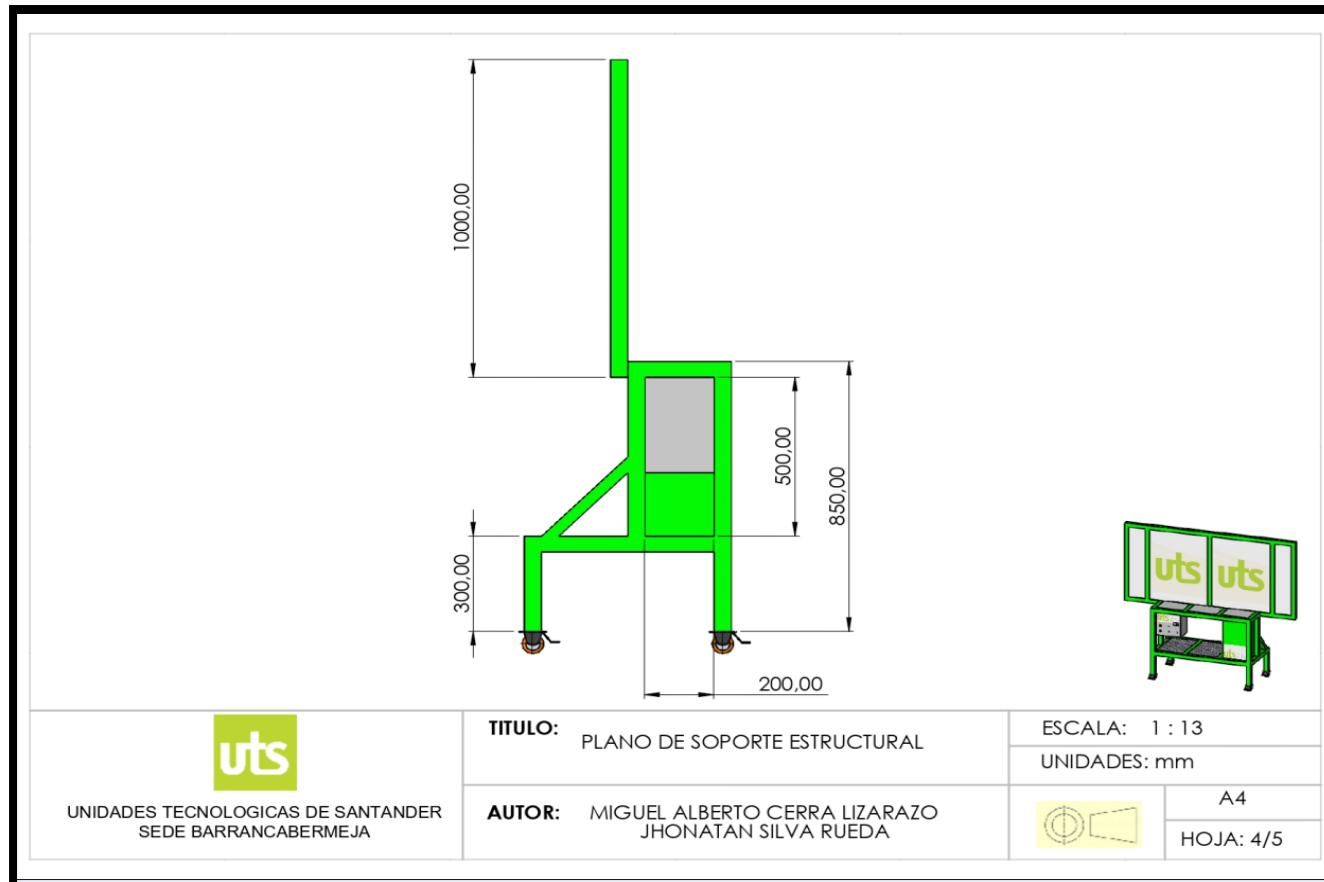 1000,00
500,00
850,00
300,00
200,00
uts uts
uts
UNIDADES TECNOLOGICAS DE SANTANDER
SEDE BARRANCABERMEJA
TITULO:
PLANO DE SOPORTE ESTRUCTURAL
AUTOR:
MIGUEL ALBERTO CERRA LIZARAZO
JHONATAN SILVA RUEDA
ESCALA: 1 : 13
UNIDADES: mm
A4
HOJA: 4/5